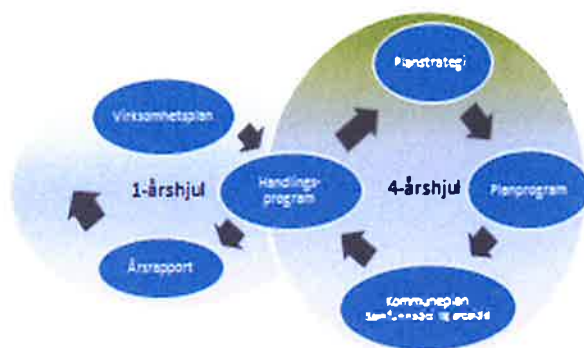 Planstrategi
Virksomhetsplan
1-årshjul
Handlings-
program
4-årshjul
Planprogram
Årsrapport
Kommuneplan